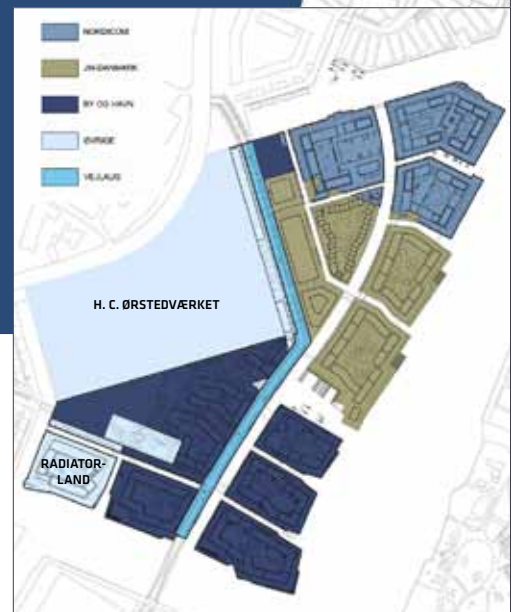 NORDICOM
JM-DANMARK
BY OG HAVN
ØVRIGE
VEJLAUG
H. C. ØRSTEDVÆRKET
RADIATOR-
LAND